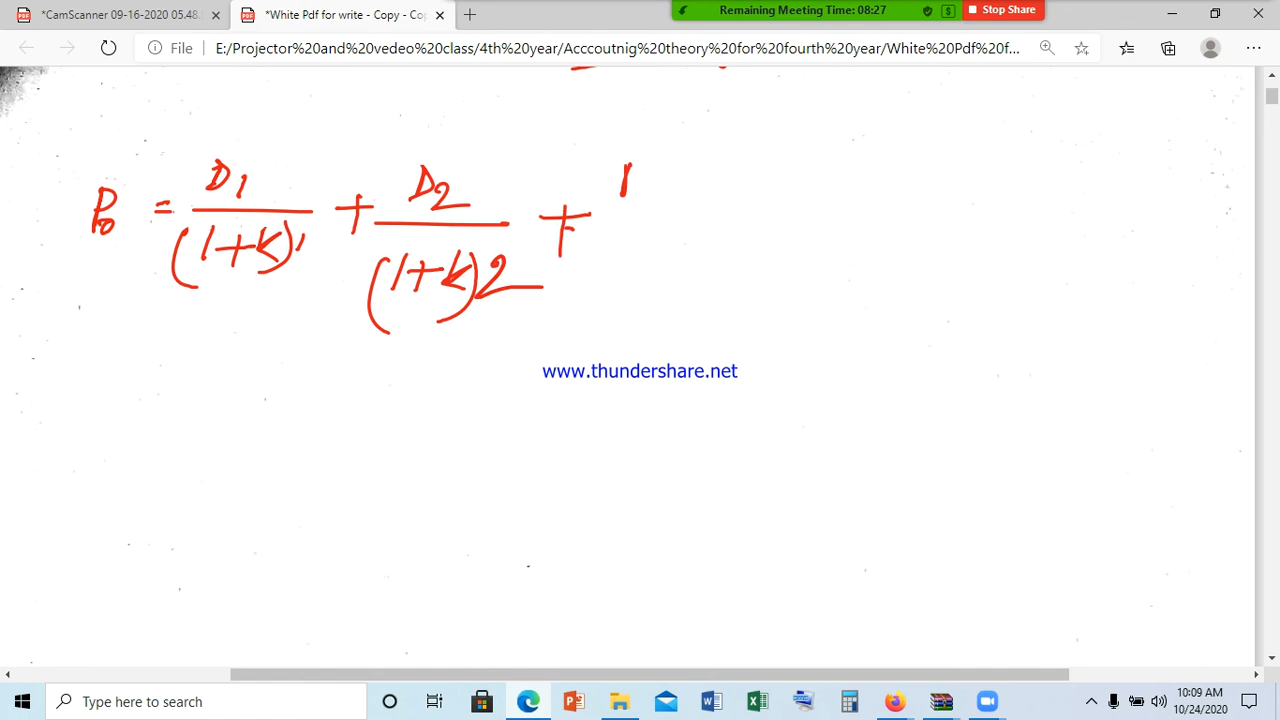 *CamScanner 09-16-2020 05.48.
*White Pdf for write - Copy - Cop
Remaining Meeting Time: 08:27
Stop Share
File
E:/Projector%20and%20vedeo%20class/4th%20year/Acccoutnig%20theory%20for%20fourth%20year/White%20Pdf%20f...
P0 = D1/(1+K)1 + D2/(1+K)2 +
www.thundershare.net
Type here to search
10:09 AM
10/24/2020